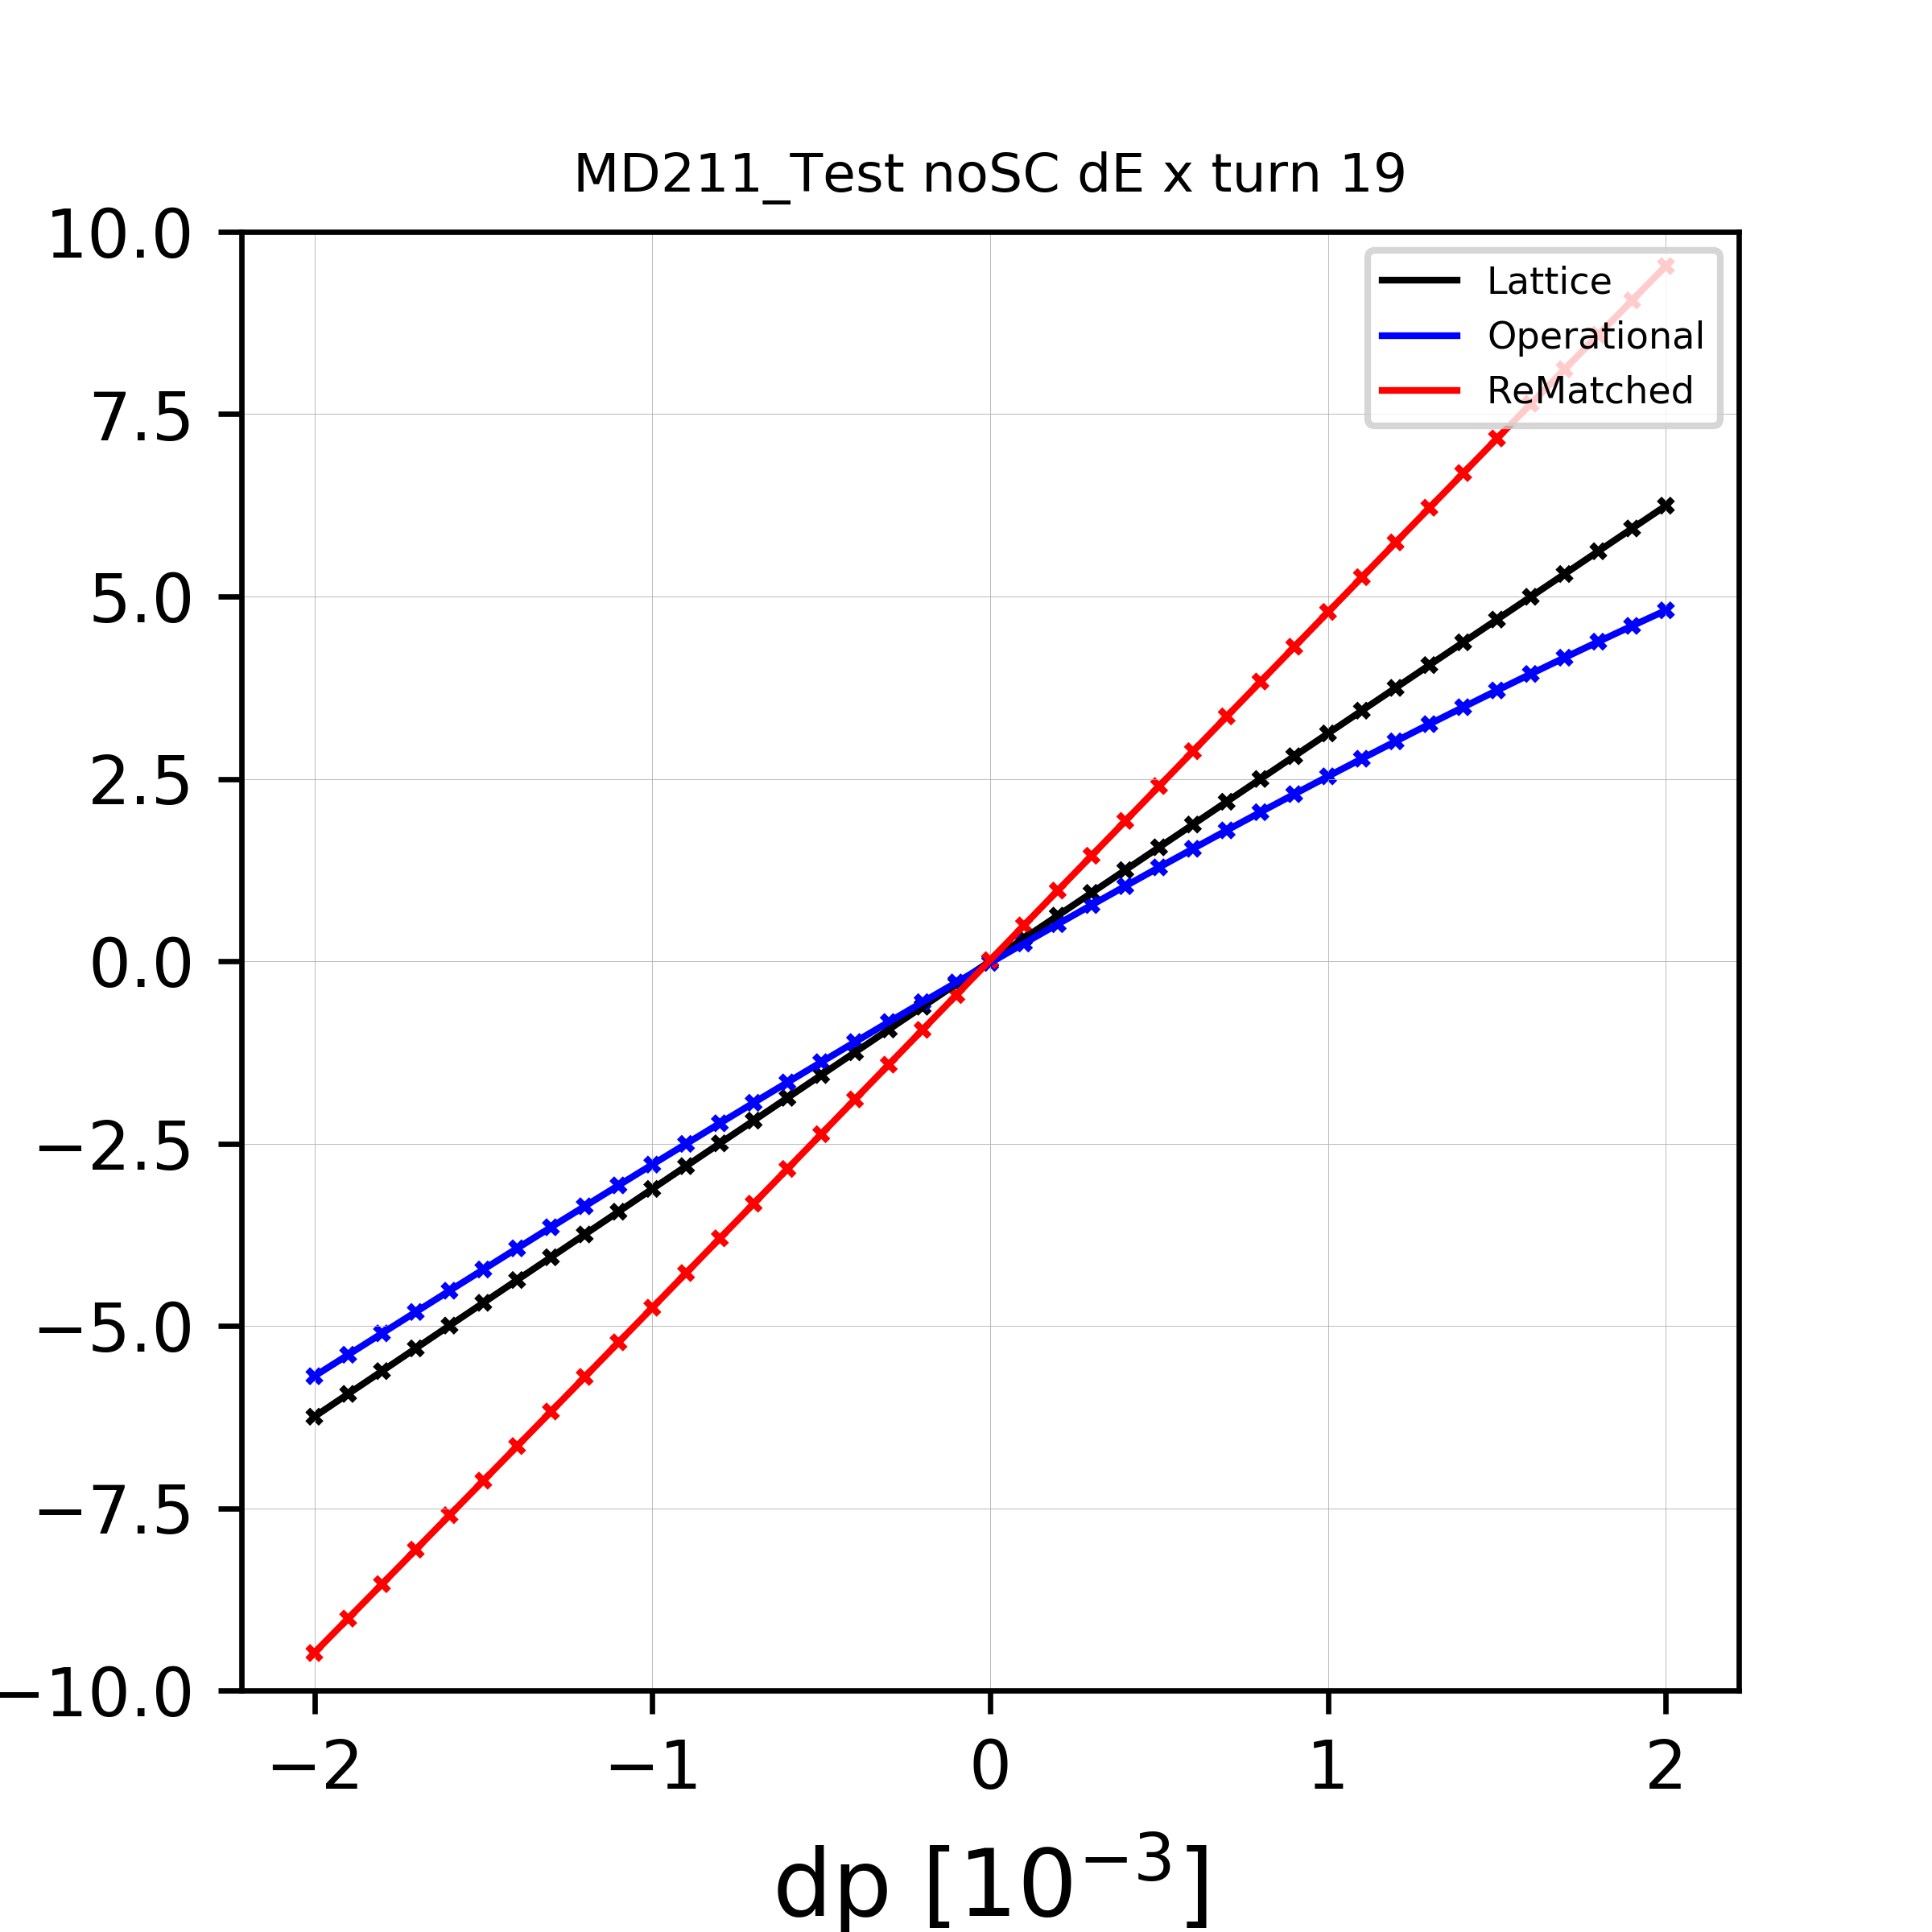 MD211_Test noSC dE x turn 19
10.0
7.5
5.0
2.5
0.0
−2.5
−5.0
−7.5
−10.0
Lattice
Operational
ReMatched
−2 −1 0 1 2
dp [10⁻³]